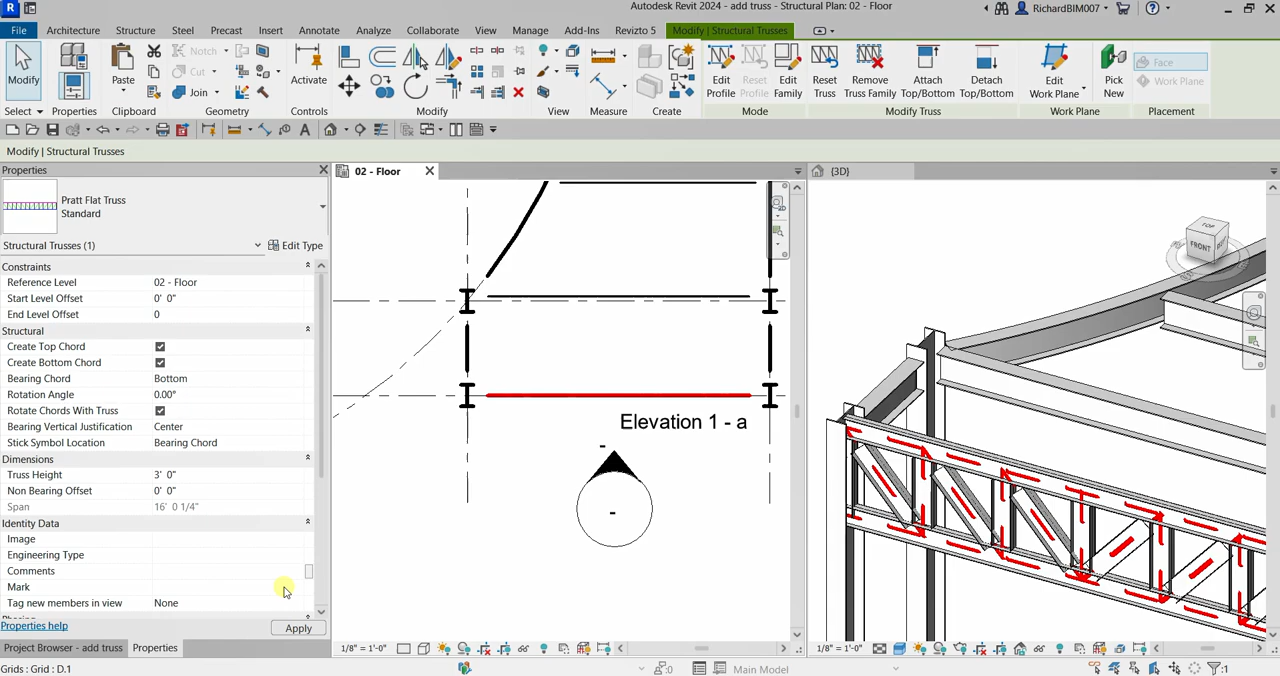 Autodesk Revit 2024 - add truss - Structural Plan: 02 - Floor
RichardBIM007
File Architecture Structure Steel Precast Insert Annotate Analyze Collaborate View Manage Add-Ins Revizto 5 Modify | Structural Trusses
Modify
Paste
Notch
Cut
Join
Activate
Edit Profile
Reset Profile
Edit Family
Reset Truss
Remove Truss Family
Attach Top/Bottom
Detach Top/Bottom
Edit Work Plane
Pick New
Face
Work Plane
Select Properties Clipboard Geometry Controls Modify View Measure Create Mode Modify Truss Work Plane Placement
Modify | Structural Trusses
Properties
Pratt Flat Truss
Standard
Structural Trusses (1) Edit Type
Constraints
Reference Level 02 - Floor
Start Level Offset 0' 0"
End Level Offset 0
Structural
Create Top Chord
Create Bottom Chord
Bearing Chord Bottom
Rotation Angle 0.00°
Rotate Chords With Truss
Bearing Vertical Justification Center
Stick Symbol Location Bearing Chord
Dimensions
Truss Height 3' 0"
Non Bearing Offset 0' 0"
Span 16' 0 1/4"
Identity Data
Image
Engineering Type
Comments
Mark
Tag new members in view None
Properties help Apply
Project Browser - add truss Properties
Grids : Grid : D.1
02 - Floor
Elevation 1 - a
1/8" = 1'-0"
{3D}
TOP
FRONT
1/8" = 1'-0"
:0
Main Model
:1